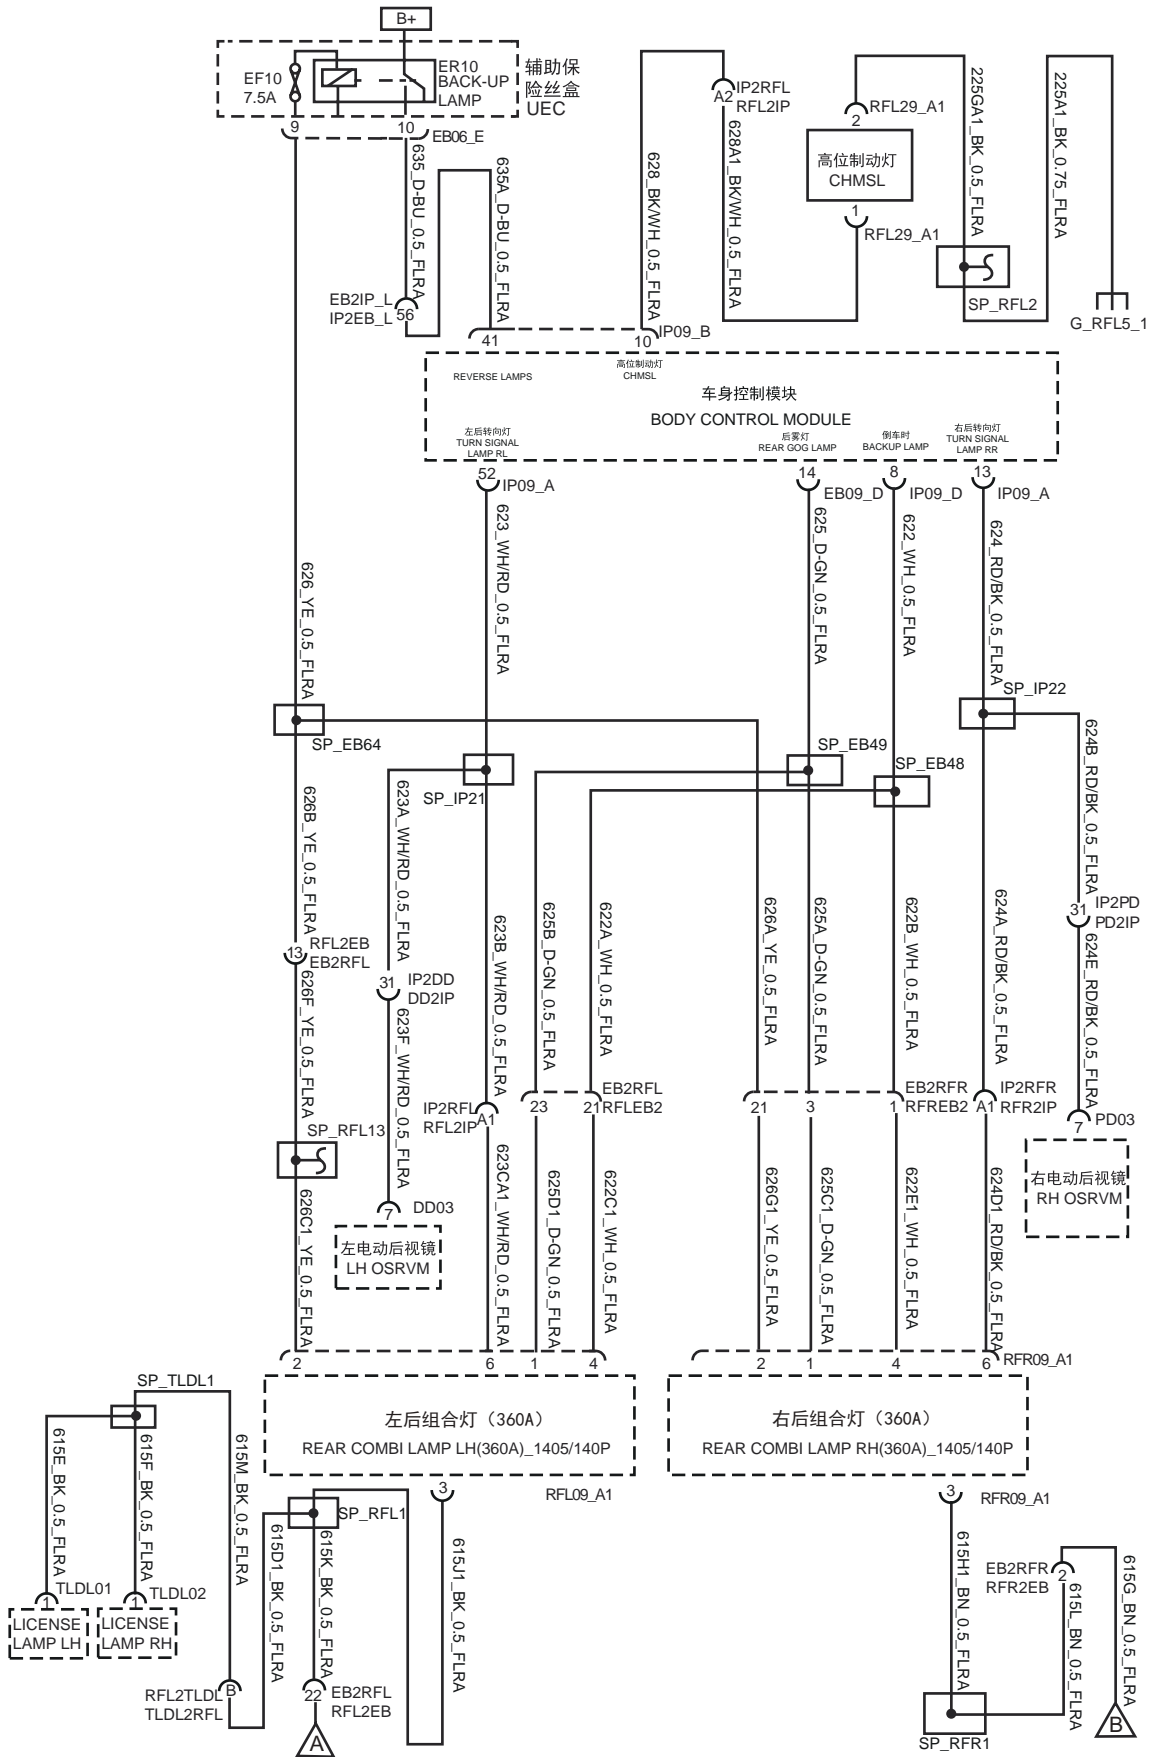 B+
EF10
7.5A
ER10
BACK-UP
LAMP
辅助保
险丝盒
UEC
9
10
EB06_E
635_D-BU_0.5_FLRA
635A_D-BU_0.5_FLRA
EB2IP_L
IP2EB_L
56
628_BK/WH_0.5_FLRA
A2
IP2RFL
RFL2IP
628A1_BK/WH_0.5_FLRA
RFL29_A1
2
高位制动灯
CHMSL
1
RFL29_A1
225GA1_BK_0.5_FLRA
225A1_BK_0.75_FLRA
SP_RFL2
G_RFL5_1
41
10
IP09_B
REVERSE LAMPS
高位制动灯
CHMSL
车身控制模块
BODY CONTROL MODULE
左后转向灯
TURN SIGNAL
LAMP RL
后雾灯
REAR GOG LAMP
倒车时
BACKUP LAMP
右后转向灯
TURN SIGNAL
LAMP RR
52
IP09_A
14
EB09_D
8
IP09_D
13
IP09_A
626_YE_0.5_FLRA
623_WH/RD_0.5_FLRA
625_D-GN_0.5_FLRA
622_WH_0.5_FLRA
624_RD/BK_0.5_FLRA
SP_EB64
SP_IP21
SP_EB49
SP_EB48
SP_IP22
626B_YE_0.5_FLRA
623A_WH/RD_0.5_FLRA
623B_WH/RD_0.5_FLRA
625B_D-GN_0.5_FLRA
622A_WH_0.5_FLRA
626A_YE_0.5_FLRA
625A_D-GN_0.5_FLRA
622B_WH_0.5_FLRA
624A_RD/BK_0.5_FLRA
624B_RD/BK_0.5_FLRA
31
IP2PD
PD2IP
624E_RD/BK_0.5_FLRA
13
RFL2EB
EB2RFL
31
IP2DD
DD2IP
626F_YE_0.5_FLRA
623F_WH/RD_0.5_FLRA
IP2RFL
RFL2IP
A1
23
21
EB2RFL
RFLEB2
21
3
1
EB2RFR
RFREB2
A1
IP2RFR
RFR2IP
7
PD03
右电动后视镜
RH OSRVM
SP_RFL13
7
DD03
左电动后视镜
LH OSRVM
626C1_YE_0.5_FLRA
623CA1_WH/RD_0.5_FLRA
625D1_D-GN_0.5_FLRA
622C1_WH_0.5_FLRA
626G1_YE_0.5_FLRA
625C1_D-GN_0.5_FLRA
622E1_WH_0.5_FLRA
624D1_RD/BK_0.5_FLRA
2
6
1
4
2
1
4
6
RFR09_A1
左后组合灯（360A）
REAR COMBI LAMP LH(360A)_1405/140P
右后组合灯（360A）
REAR COMBI LAMP RH(360A)_1405/140P
3
RFL09_A1
3
RFR09_A1
SP_TLDL1
615E_BK_0.5_FLRA
615F_BK_0.5_FLRA
615M_BK_0.5_FLRA
SP_RFL1
615D1_BK_0.5_FLRA
615K_BK_0.5_FLRA
615J1_BK_0.5_FLRA
1
TLDL01
1
TLDL02
LICENSE
LAMP LH
LICENSE
LAMP RH
RFL2TLDL
TLDL2RFL
B
22
EB2RFL
RFL2EB
A
615H1_BN_0.5_FLRA
EB2RFR
RFR2EB
2
615L_BN_0.5_FLRA
615G_BN_0.5_FLRA
B
SP_RFR1